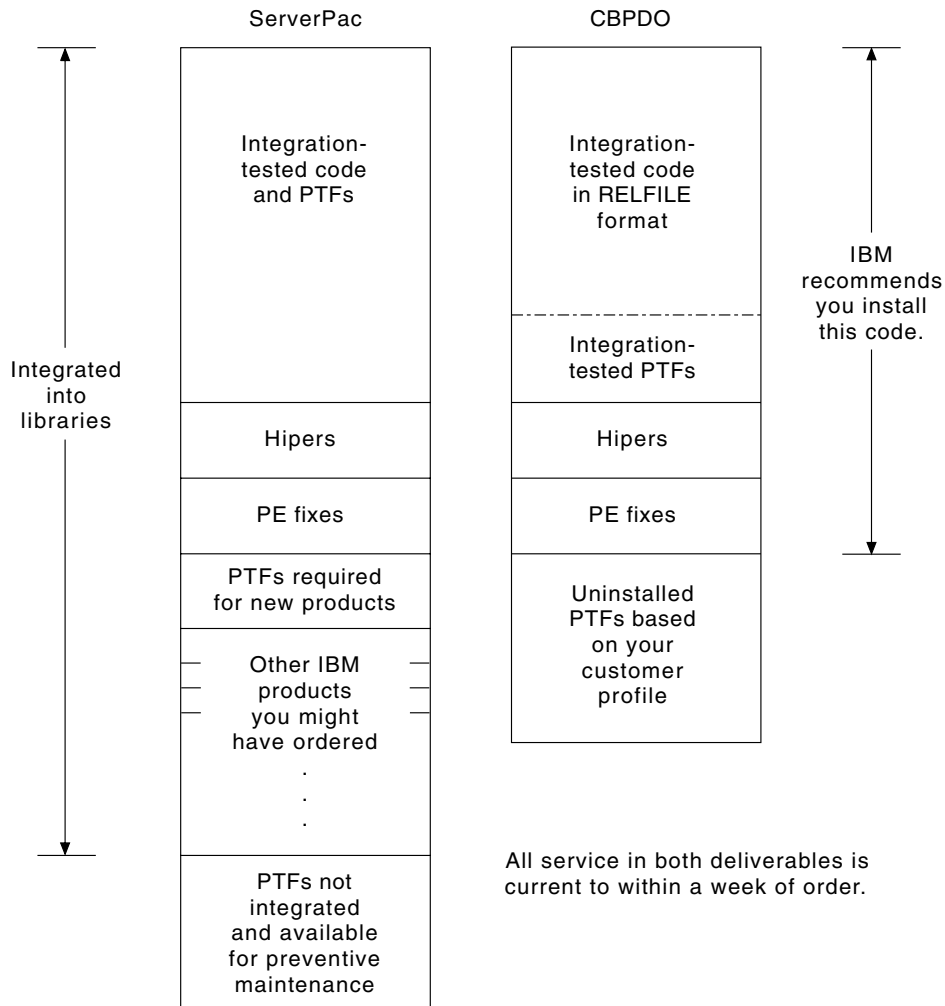 ServerPac
CBPDO
Integration-
tested code
and PTFs
Integration-
tested code
in RELFILE
format
IBM
recommends
you install
this code.
Integration-
tested PTFs
Integrated
into
libraries
Hipers
Hipers
PE fixes
PE fixes
PTFs required
for new products
Uninstalled
PTFs based
on your
customer
profile
Other IBM
products
you might
have ordered
.
.
.
All service in both deliverables is
current to within a week of order.
PTFs not
integrated
and available
for preventive
maintenance